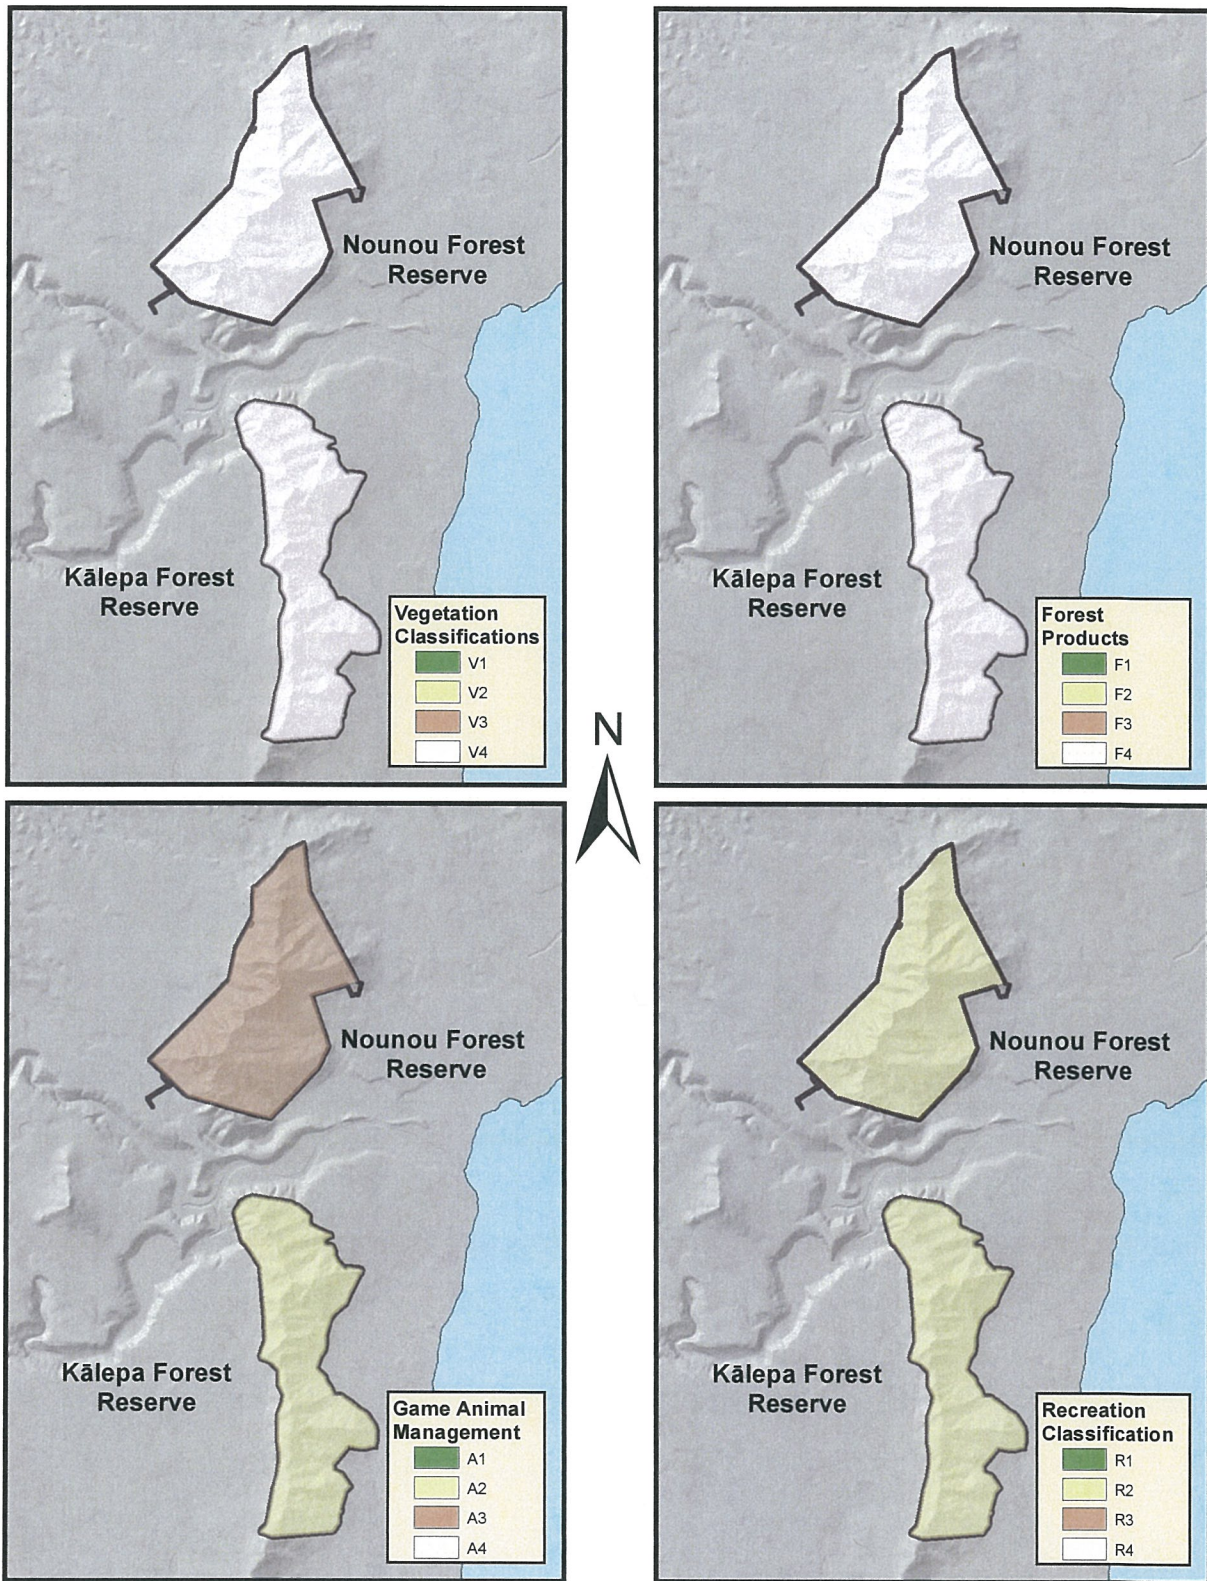 Nounou Forest
Reserve
Kālepa Forest
Reserve
Vegetation
Classifications
V1
V2
V3
V4
Nounou Forest
Reserve
Kālepa Forest
Reserve
Forest
Products
F1
F2
F3
F4
N
Nounou Forest
Reserve
Kālepa Forest
Reserve
Game Animal
Management
A1
A2
A3
A4
Nounou Forest
Reserve
Kālepa Forest
Reserve
Recreation
Classification
R1
R2
R3
R4